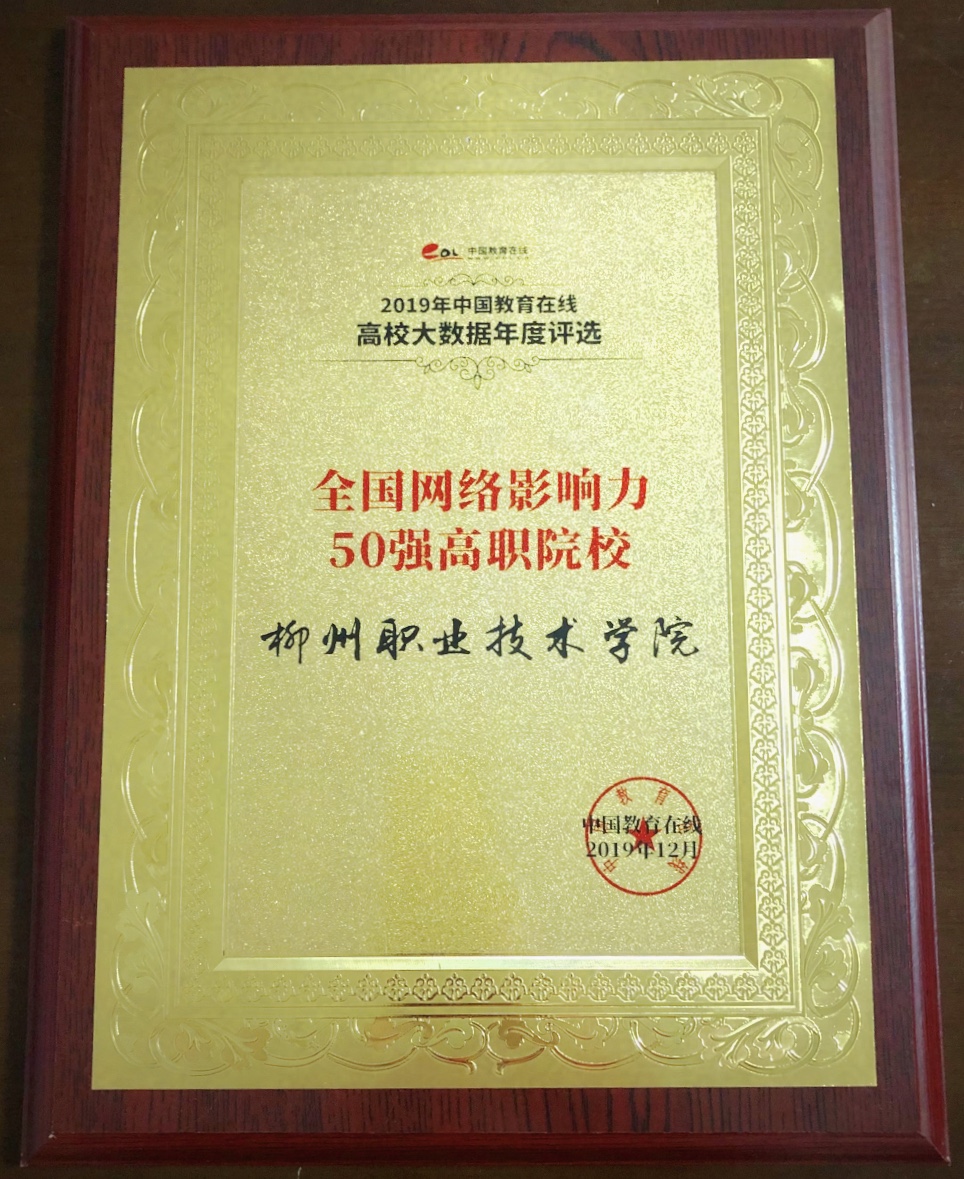 eoL 中国教育在线
2019年中国教育在线
高校大数据年度评选
全国网络影响力
50强高职院校
柳州职业技术学院
中国教育在线
2019年12月